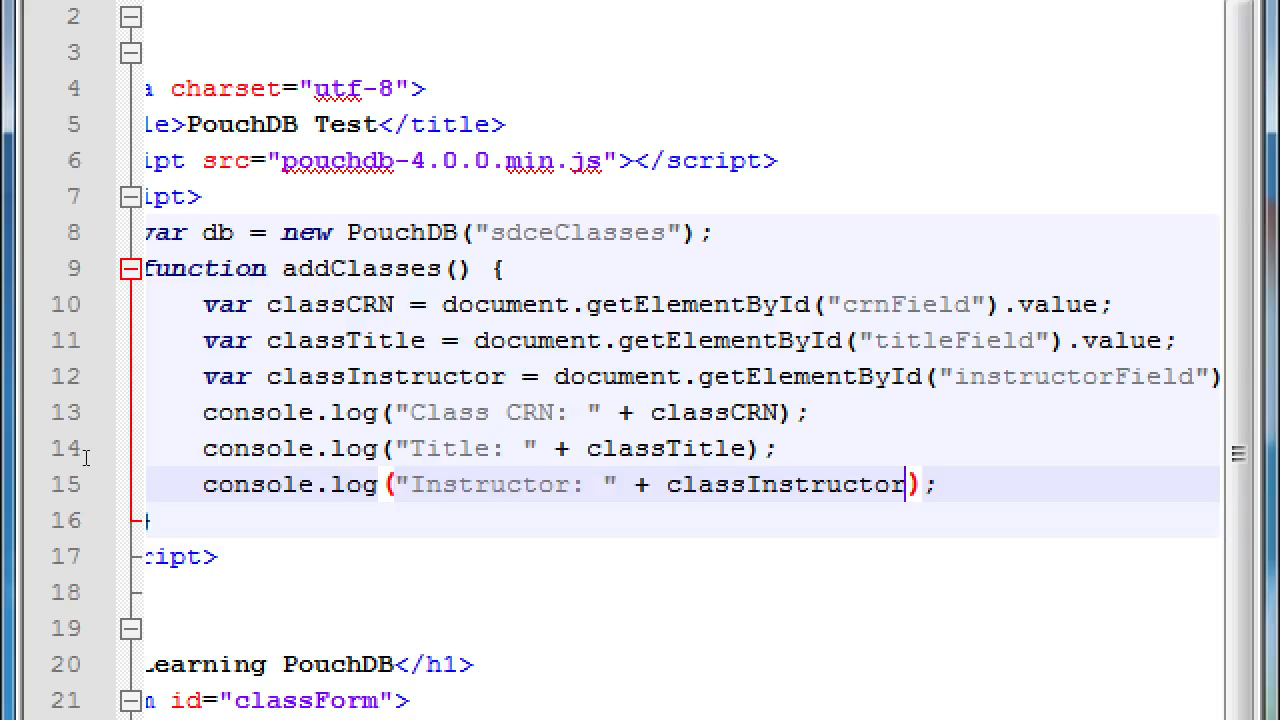 2
3
4 a charset="utf-8">
5 le>PouchDB Test</title>
6 ipt src="pouchdb-4.0.0.min.js"></script>
7 ipt>
8 var db = new PouchDB("sdceClasses");
9 function addClasses() {
10 var classCRN = document.getElementById("crnField").value;
11 var classTitle = document.getElementById("titleField").value;
12 var classInstructor = document.getElementById("instructorField")
13 console.log("Class CRN: " + classCRN);
14 console.log("Title: " + classTitle);
15 console.log("Instructor: " + classInstructor);
16 }
17 ript>
18
19
20 Learning PouchDB</h1>
21 m id="classForm">